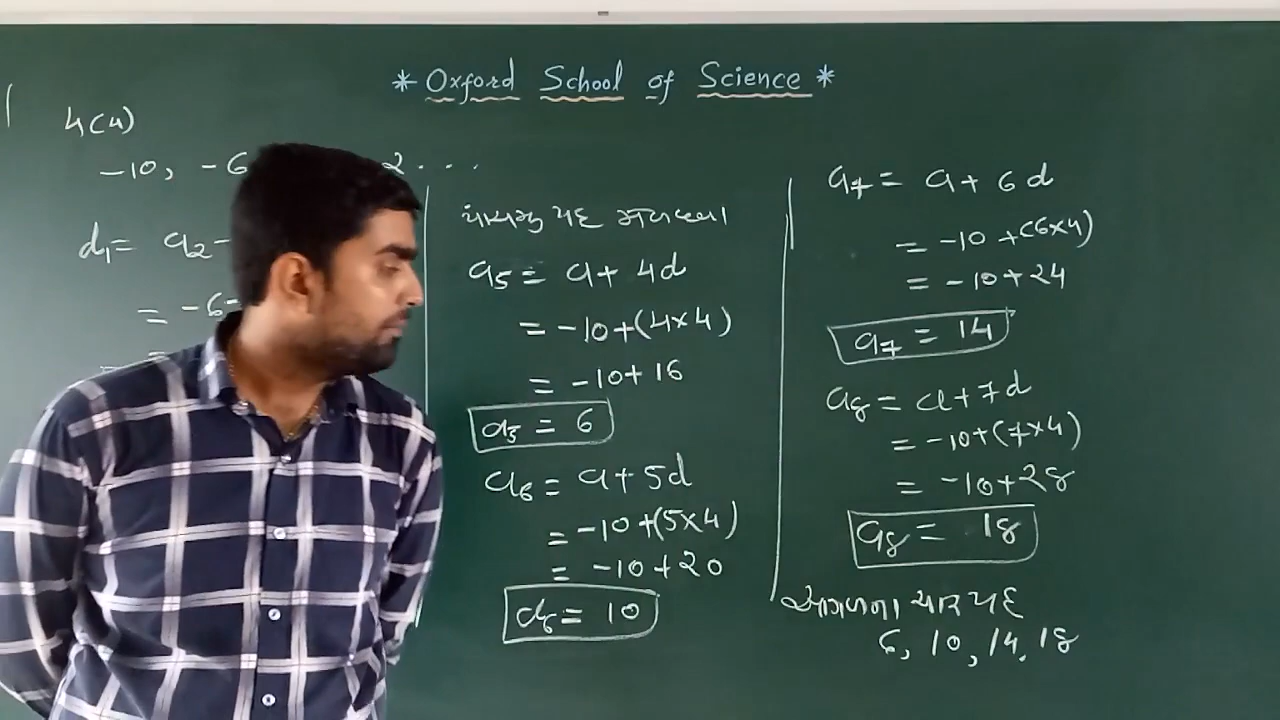 * Oxford School of Science *
4(4)
-10, -6 2 . . .
d₁= a₂-
= -6-
=
પાંચમુ પદ મેળવવા
a₅ = a+ 4d
= -10+(4×4)
= -10+16
a₅ = 6
a₆ = a+5d
= -10+(5×4)
= -10+20
a₆ = 10
a₇ = a+6d
= -10+(6×4)
= -10+24
a₇ = 14
a₈ = a+7d
= -10+(7×4)
= -10+28
a₈ = 18
આગળના ચાર પદ
6, 10, 14, 18